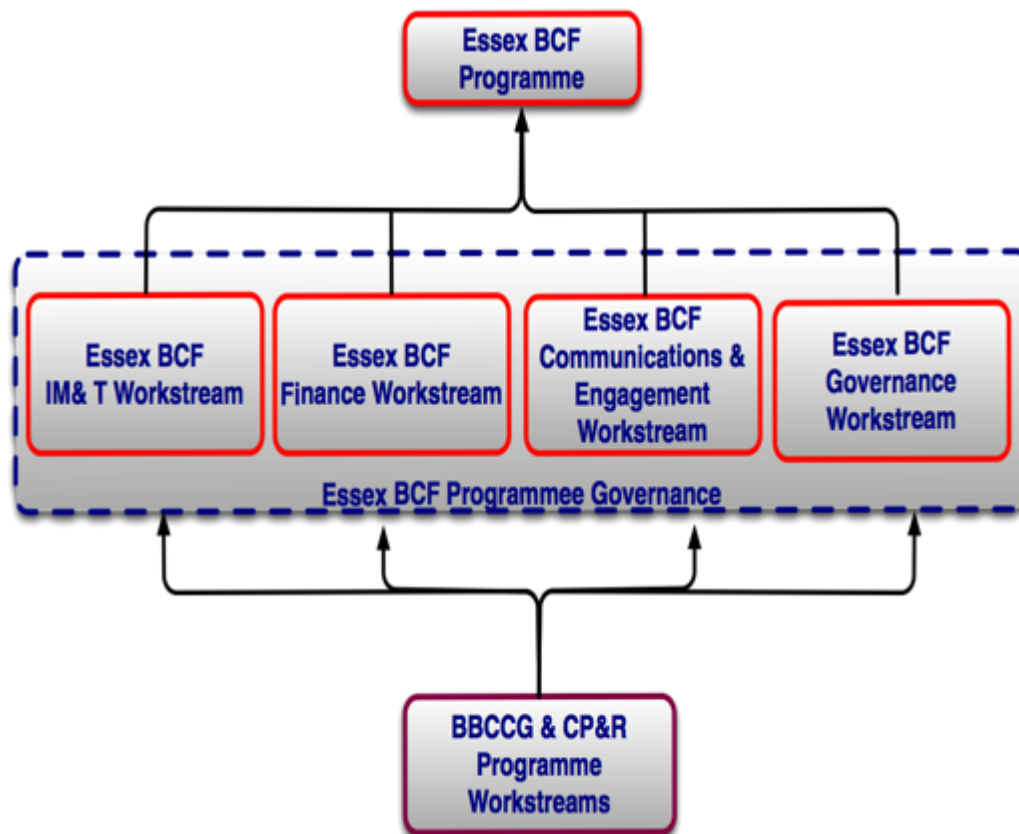 Essex BCF
Programme
Essex BCF
IM& T Workstream
Essex BCF
Finance Workstream
Essex BCF
Communications &
Engagement
Workstream
Essex BCF
Governance
Workstream
Essex BCF Programmee Governance
BBCCG & CP&R
Programme
Workstreams